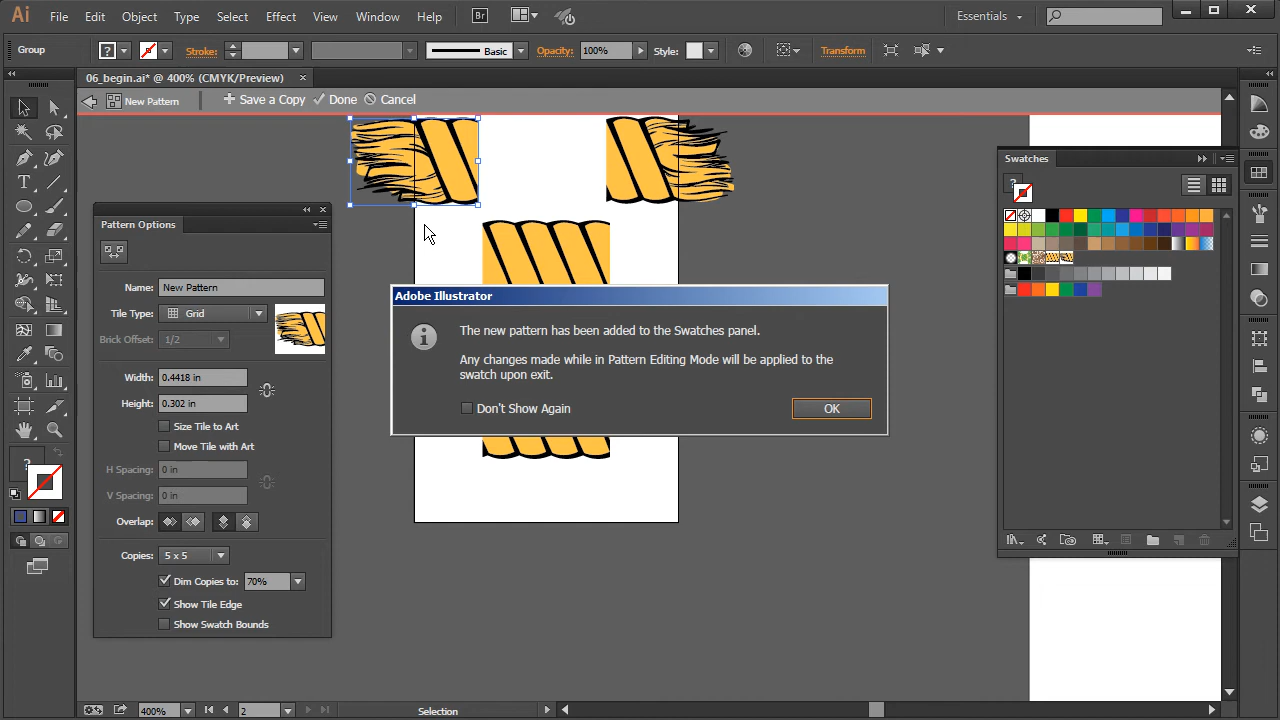 Ai File Edit Object Type Select Effect View Window Help Br Essentials
Group ? Stroke: Basic Opacity: 100% Style: Transform
06_begin.ai* @ 400% (CMYK/Preview)
New Pattern Save a Copy Done Cancel
Swatches
?
Pattern Options
Name: New Pattern
Tile Type: Grid
Brick Offset: 1/2
Width: 0.4418 in
Height: 0.302 in
Size Tile to Art
Move Tile with Art
H Spacing: 0 in
V Spacing: 0 in
Overlap:
Copies: 5 x 5
Dim Copies to: 70%
Show Tile Edge
Show Swatch Bounds
Adobe Illustrator
The new pattern has been added to the Swatches panel.
Any changes made while in Pattern Editing Mode will be applied to the
swatch upon exit.
Don't Show Again OK
T
?
400% 2 Selection